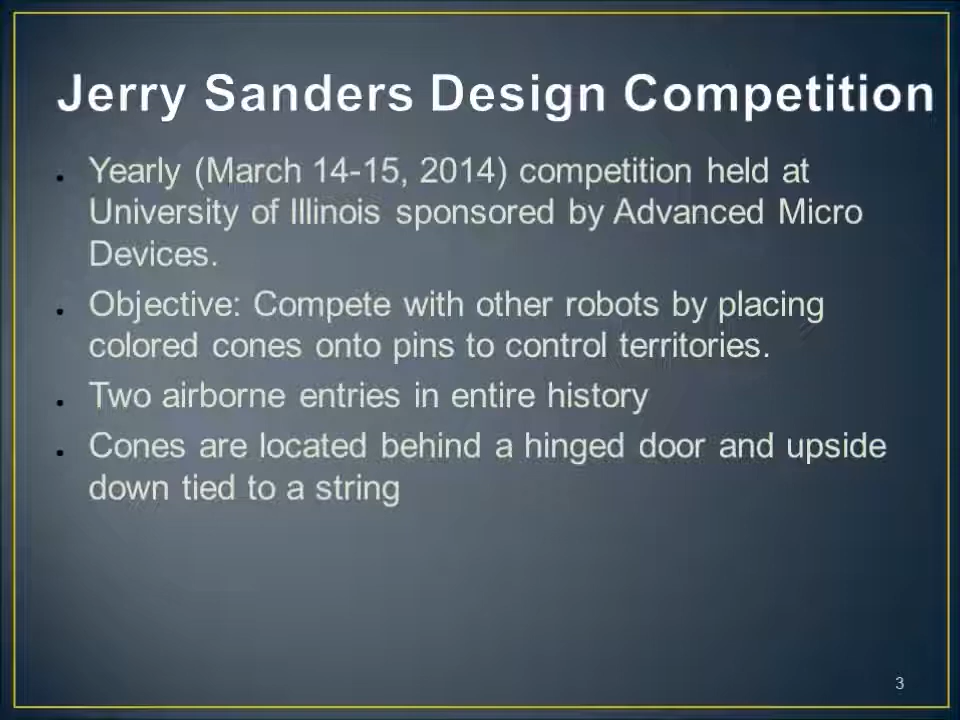 Jerry Sanders Design Competition
Yearly (March 14-15, 2014) competition held at
University of Illinois sponsored by Advanced Micro
Devices.
Objective: Compete with other robots by placing
colored cones onto pins to control territories.
Two airborne entries in entire history
Cones are located behind a hinged door and upside
down tied to a string
3